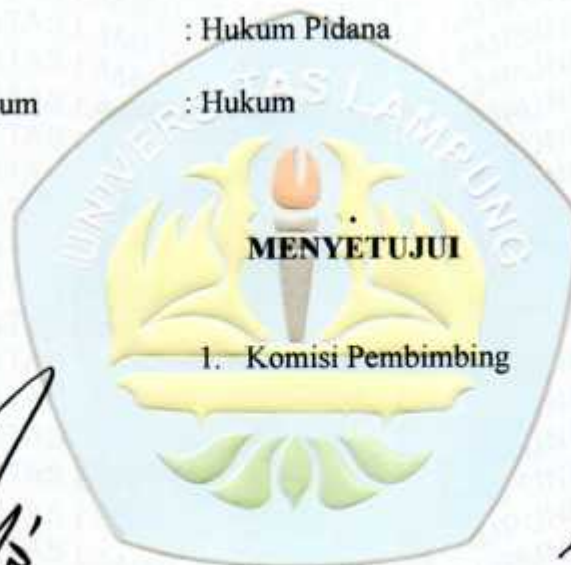 : Hukum Pidana
um : Hukum
UNIVERSITAS LAMPUNG
MENYETUJUI
1. Komisi Pembimbing